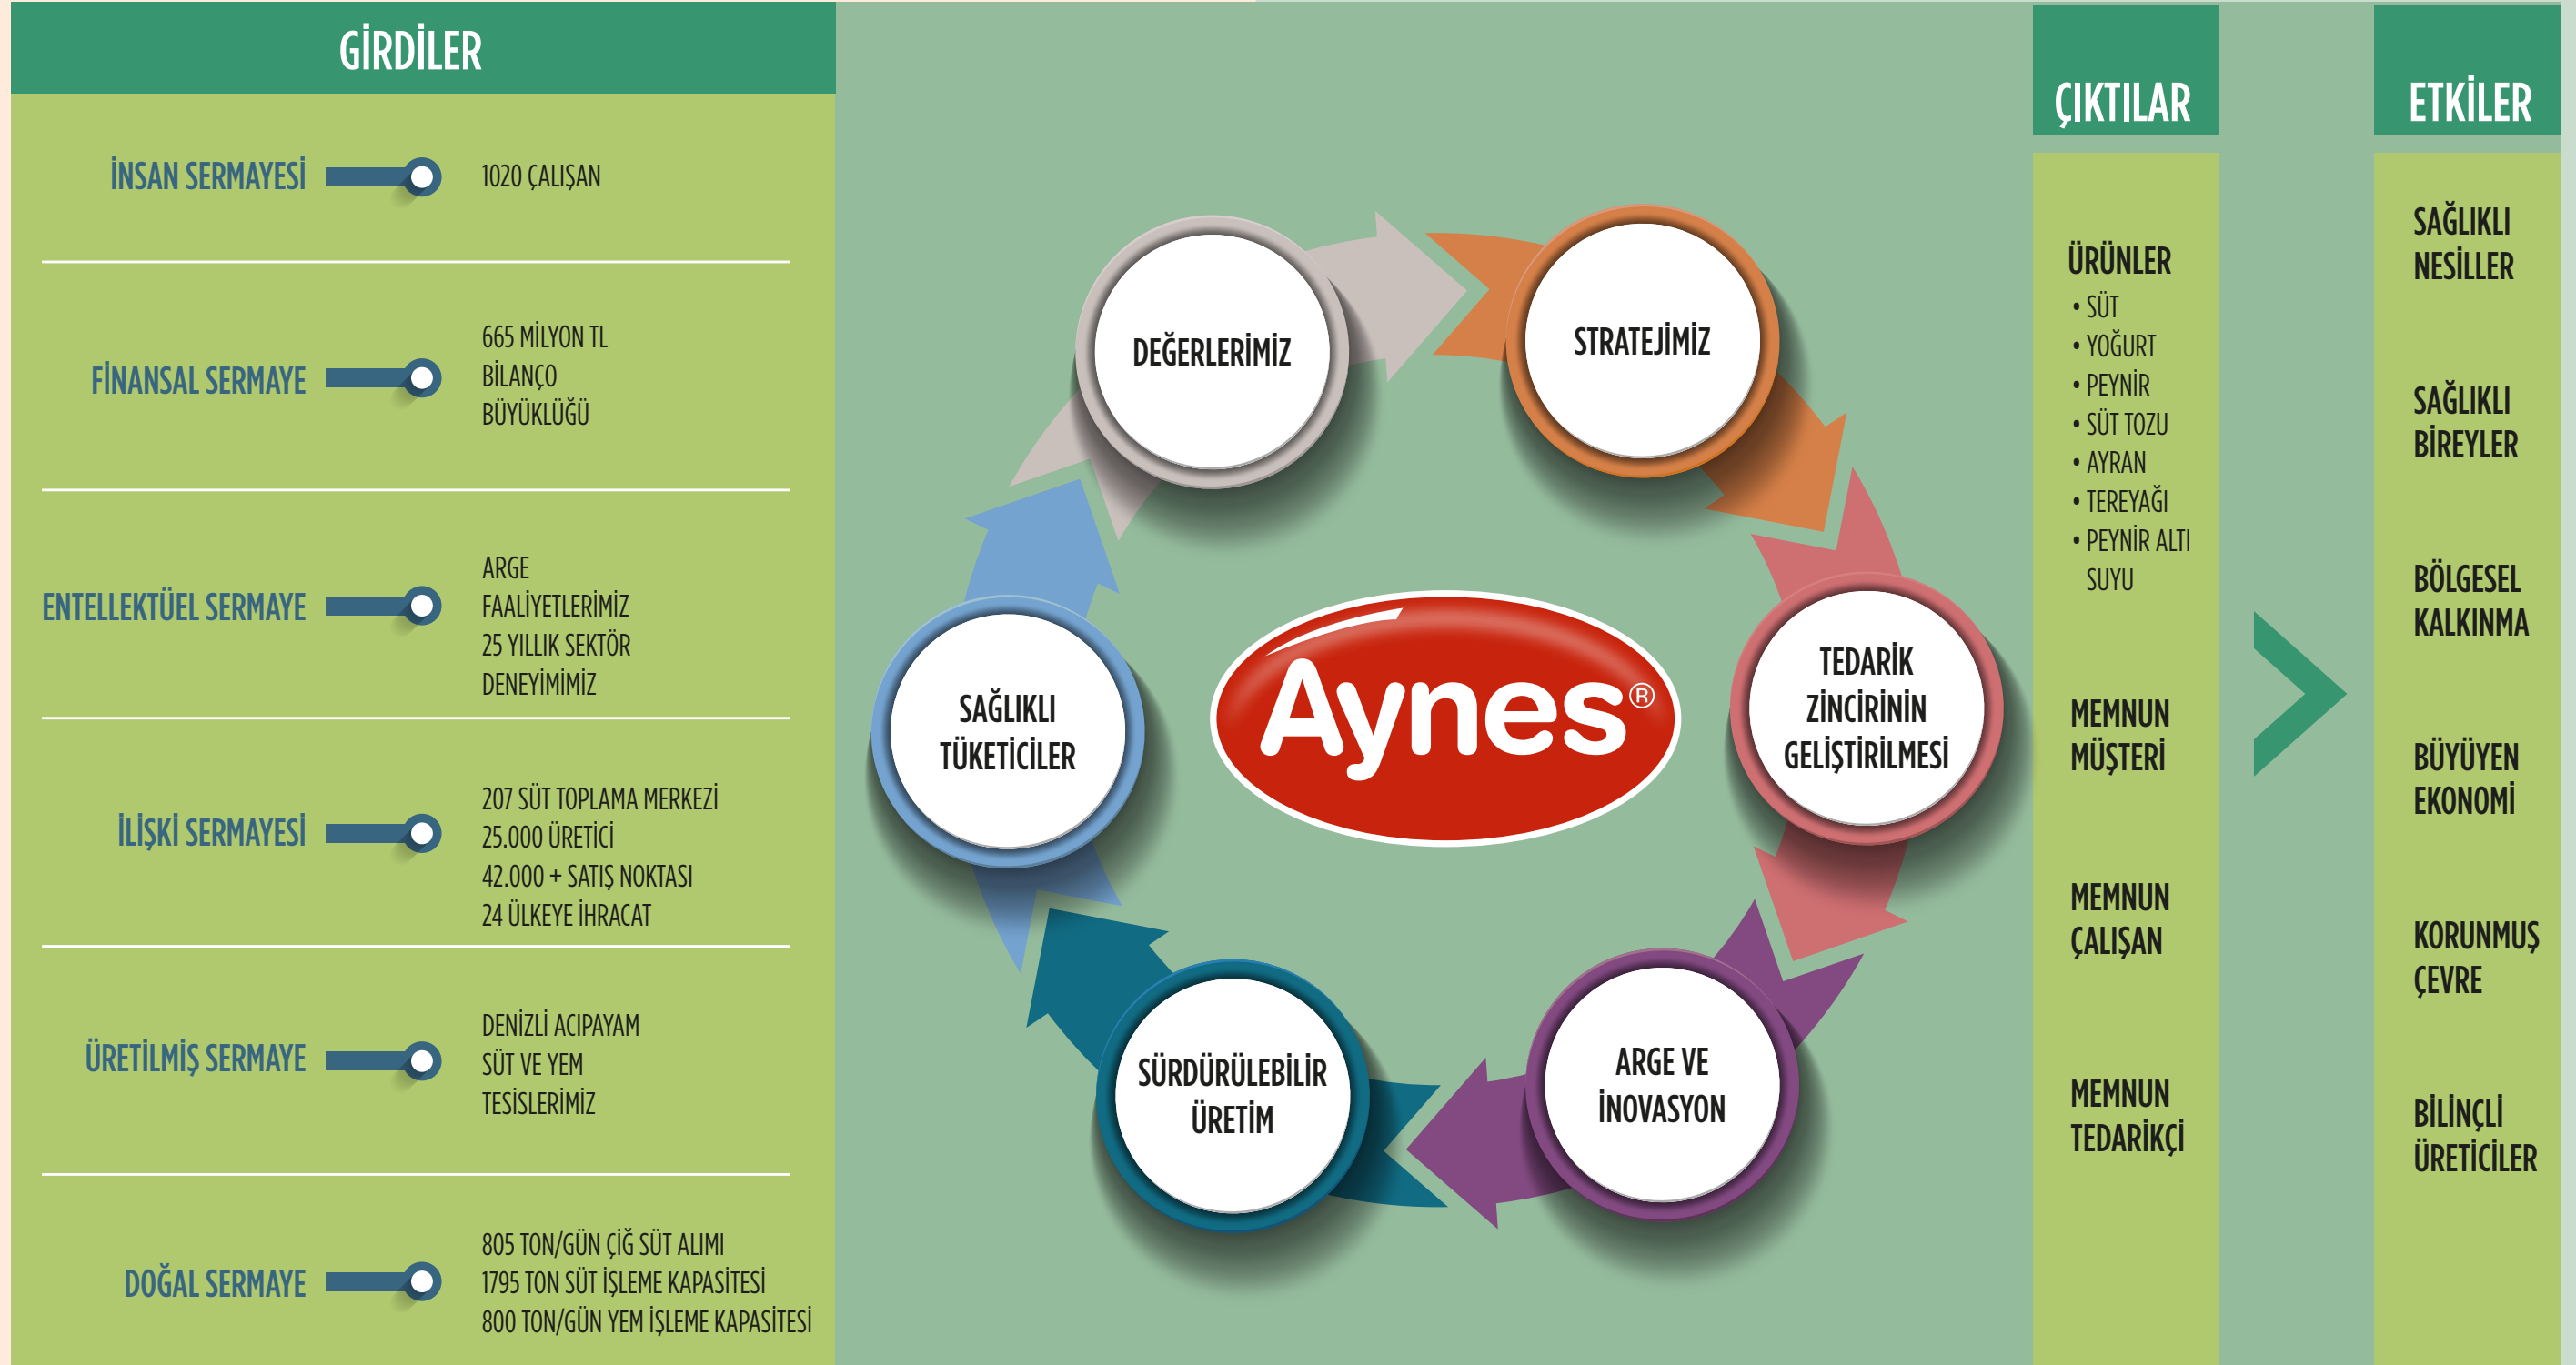 GİRDİLER
İNSAN SERMAYESİ
1020 ÇALIŞAN
FİNANSAL SERMAYE
665 MİLYON TL
BİLANÇO
BÜYÜKLÜĞÜ
ENTELLEKTÜEL SERMAYE
ARGE
FAALİYETLERİMİZ
25 YILLIK SEKTÖR
DENEYİMİMİZ
İLİŞKİ SERMAYESİ
207 SÜT TOPLAMA MERKEZİ
25.000 ÜRETİCİ
42.000 + SATIŞ NOKTASI
24 ÜLKEYE İHRACAT
ÜRETİLMİŞ SERMAYE
DENİZLİ ACIPAYAM
SÜT VE YEM
TESİSLERİMİZ
DOĞAL SERMAYE
805 TON/GÜN ÇİĞ SÜT ALIMI
1795 TON SÜT İŞLEME KAPASİTESİ
800 TON/GÜN YEM İŞLEME KAPASİTESİ
DEĞERLERİMİZ
STRATEJİMİZ
TEDARİK
ZİNCİRİNİN
GELİŞTİRİLMESİ
ARGE VE
İNOVASYON
SÜRDÜRÜLEBİLİR
ÜRETİM
SAĞLIKLI
TÜKETİCİLER
Aynes®
ÇIKTILAR
ÜRÜNLER
• SÜT
• YOĞURT
• PEYNİR
• SÜT TOZU
• AYRAN
• TEREYAĞI
• PEYNİR ALTI
SUYU
MEMNUN
MÜŞTERİ
MEMNUN
ÇALIŞAN
MEMNUN
TEDARİKÇİ
ETKİLER
SAĞLIKLI
NESİLLER
SAĞLIKLI
BİREYLER
BÖLGESEL
KALKINMA
BÜYÜYEN
EKONOMİ
KORUNMUŞ
ÇEVRE
BİLİNÇLİ
ÜRETİCİLER